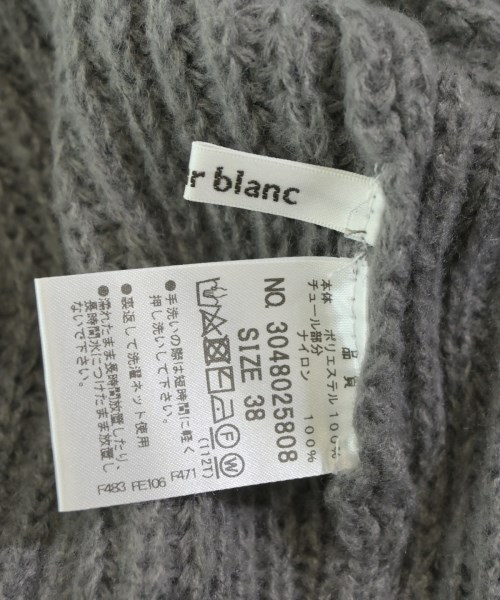 r blanc
品質
本体 ポリエステル 100%
チュール部分
ナイロン 100%
NO. 3048025808
SIZE 38
(112T)
●手洗いの際は短時間に軽く
押し洗いして下さい。
R471
●裏返して洗濯ネット使用
FE106
●濡れたまま長時間放置したり、
長時間水につけたまま放置し
ないで下さい。
F483